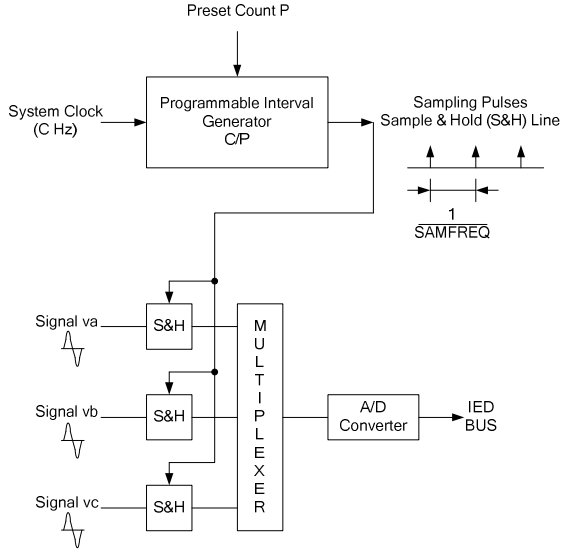 Preset Count P
System Clock
(C Hz)
Programmable Interval
Generator
C/P
Sampling Pulses
Sample & Hold (S&H) Line
1
SAMFREQ
Signal va
S&H
Signal vb
S&H
Signal vc
S&H
MULTIPLEXER
A/D
Converter
IED
BUS